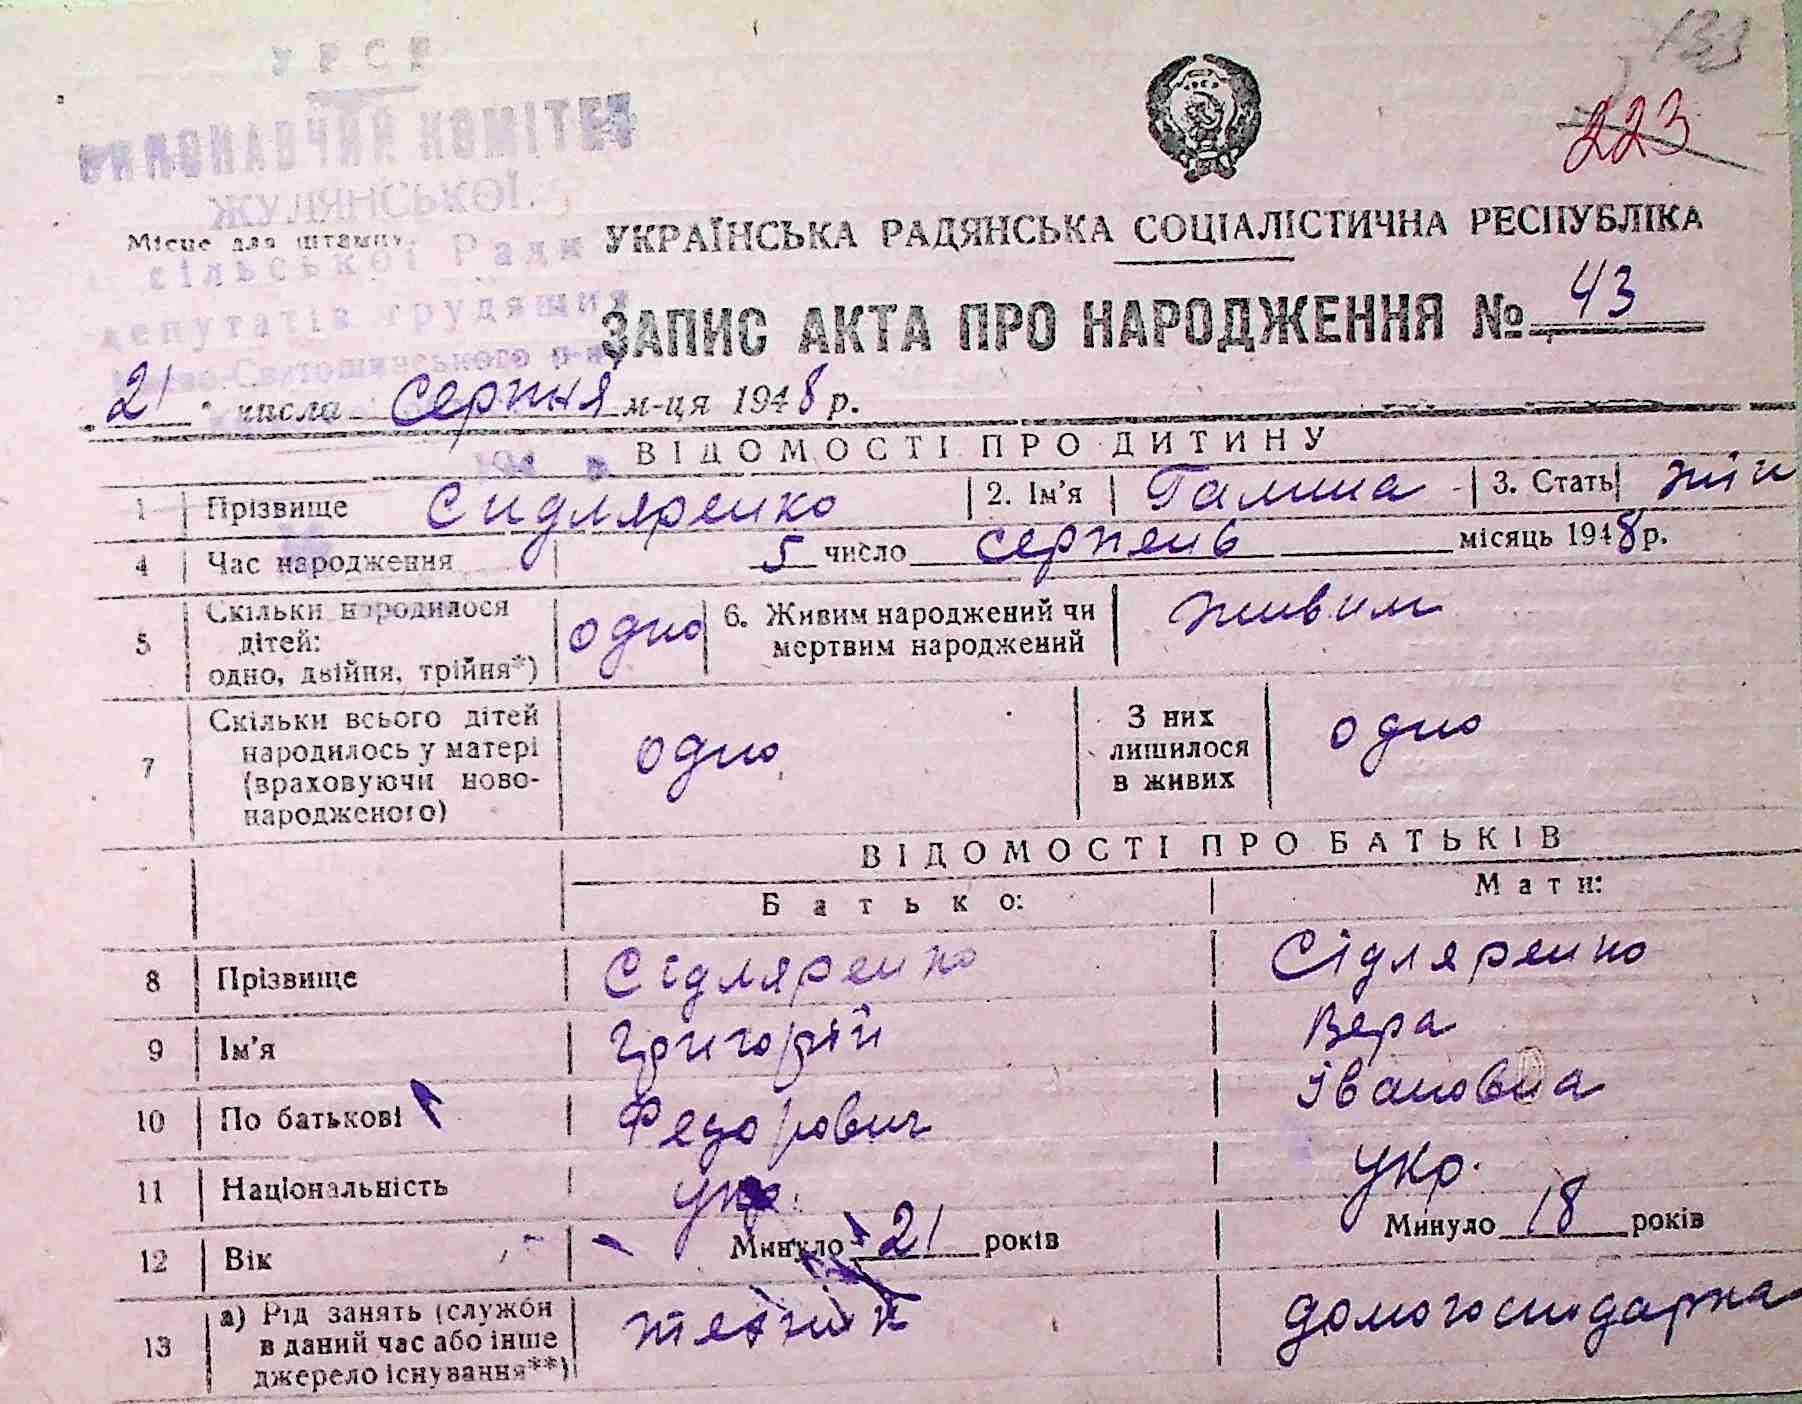 133
223
УРСР
ВИКОНАВЧИЙ КОМІТЕТ
ЖУЛЯНСЬКОЇ
Місце для штампу
сільської Ради
депутатів трудящих
Києво-Святошинського р-ну
УКРАЇНСЬКА РАДЯНСЬКА СОЦІАЛІСТИЧНА РЕСПУБЛІКА
ЗАПИС АКТА ПРО НАРОДЖЕННЯ № 43
21 числа серпня м-ця 1948 р.
194 р.
ВІДОМОСТІ ПРО ДИТИНУ
1 Прізвище Сидляренко 2. Ім'я Галина 3. Стать жін
4 Час народження 5 число серпень місяць 1948 р.
5 Скільки народилося дітей: одно, двійня, трійня*) одно 6. Живим народжений чи мертвим народжений живим
7 Скільки всього дітей народилось у матері (враховуючи новонародженого) одно З них лишилося в живих одно
ВІДОМОСТІ ПРО БАТЬКІВ
Батько: Мати:
8 Прізвище Сідляренко Сідляренко
9 Ім'я Григорій Вера
10 По батькові Федорович Івановна
11 Національність укр. укр.
12 Вік Минуло 21 років Минуло 18 років
13 а) Рід занять (служби в даний час або інше джерело існування**) технік домогосподарка